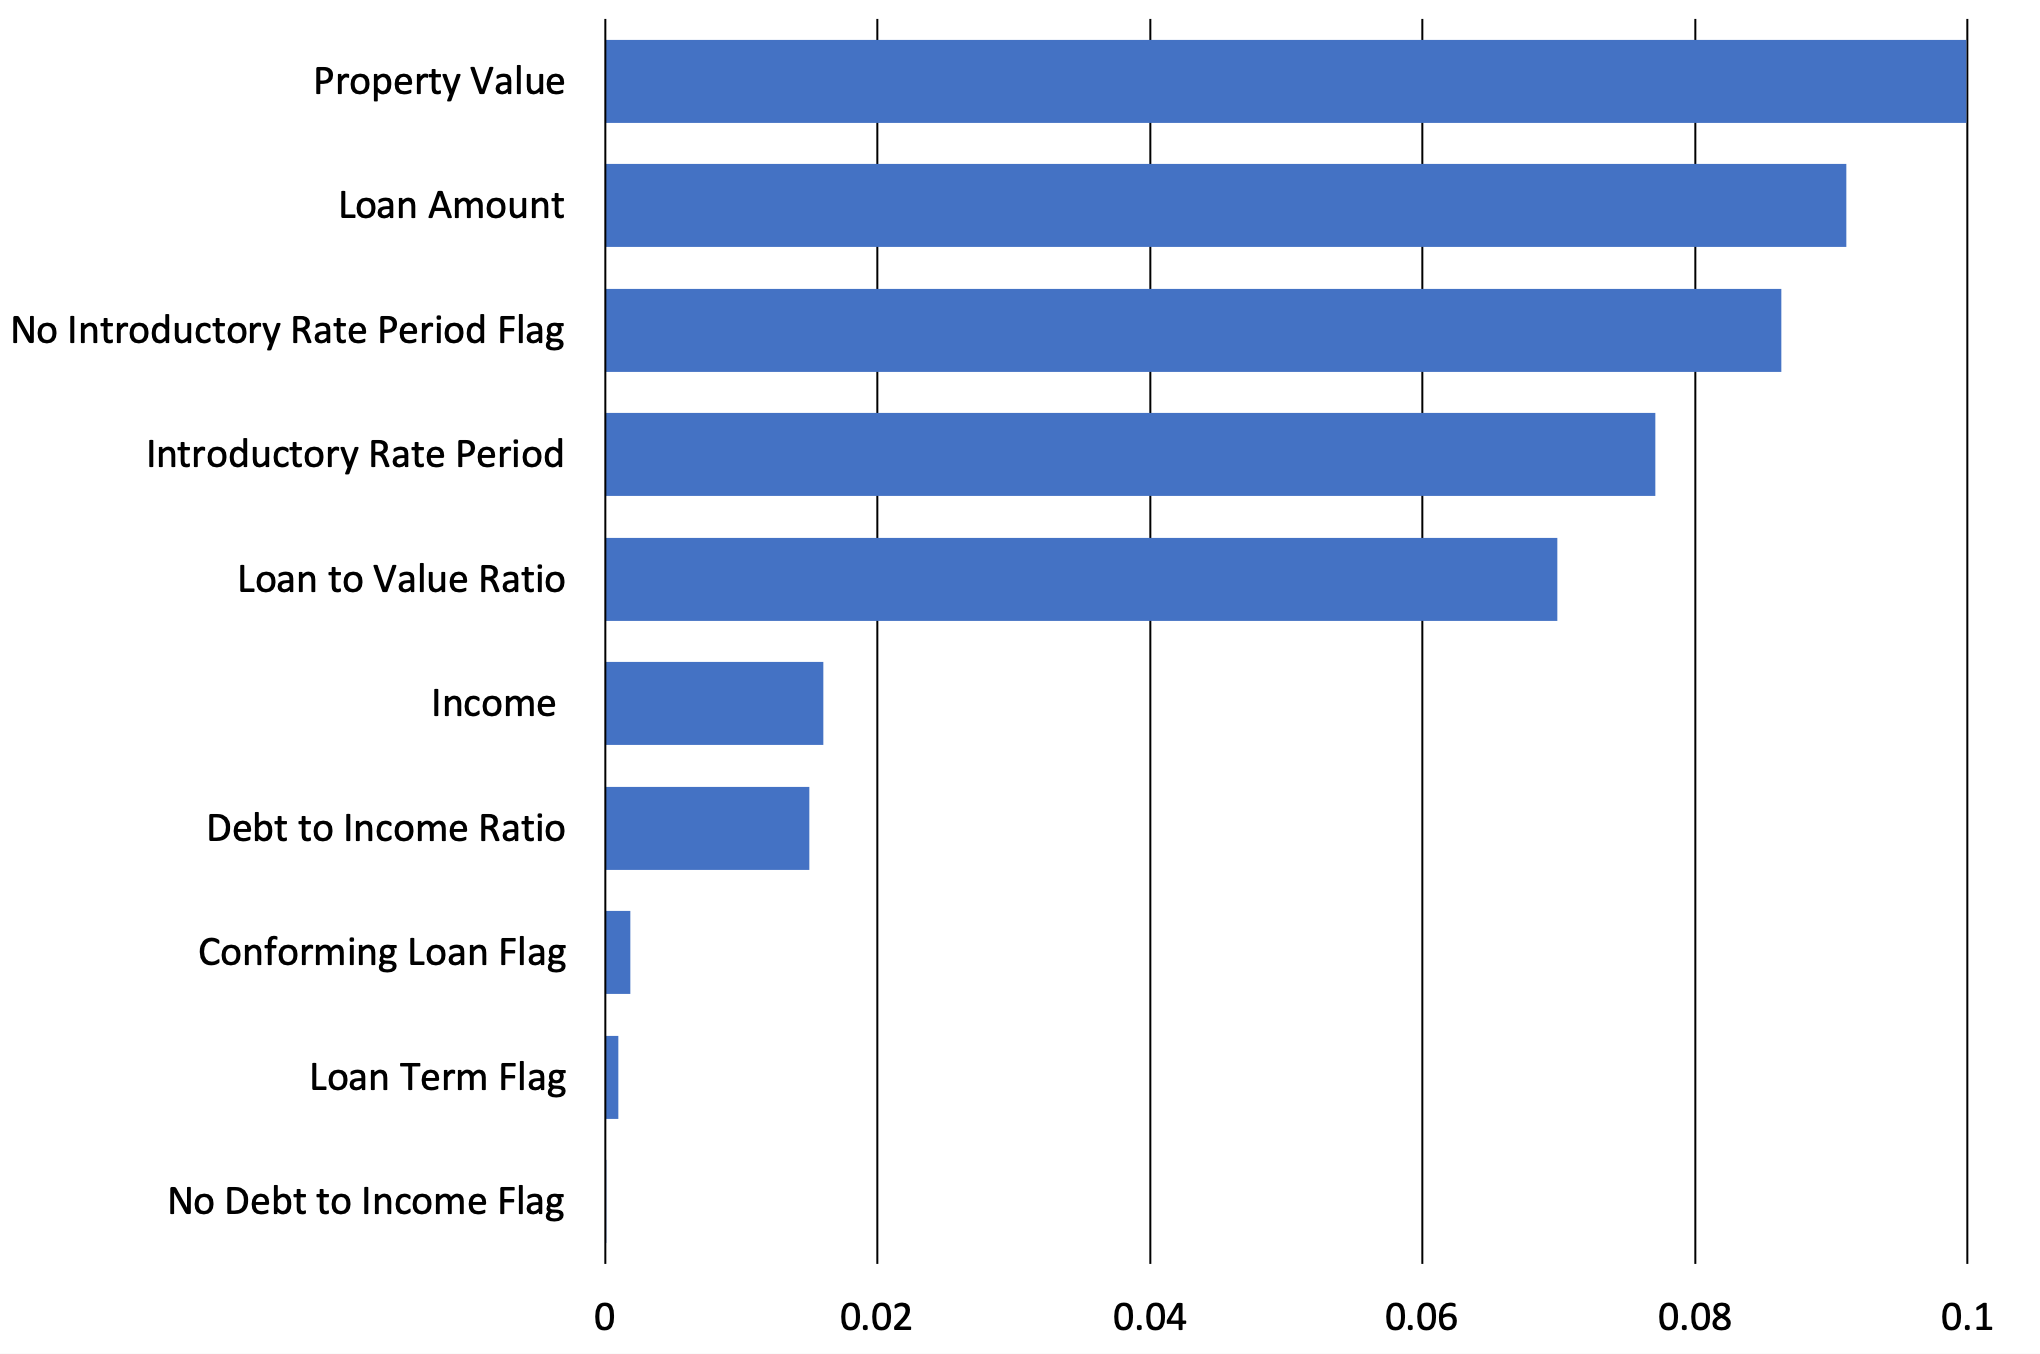 Property Value
Loan Amount
No Introductory Rate Period Flag
Introductory Rate Period
Loan to Value Ratio
Income
Debt to Income Ratio
Conforming Loan Flag
Loan Term Flag
No Debt to Income Flag
0 0.02 0.04 0.06 0.08 0.1